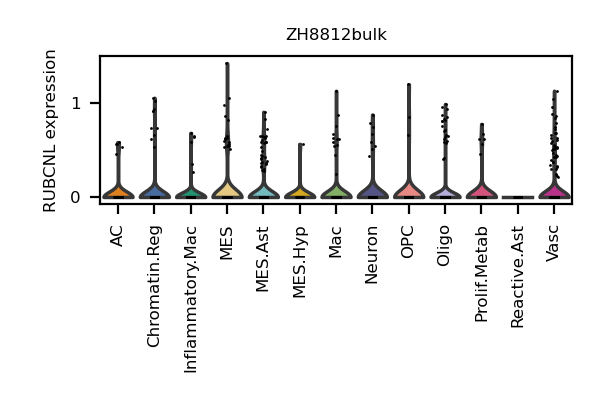 ZH8812bulk
RUBCNL expression
1
0
AC
Chromatin.Reg
Inflammatory.Mac
MES
MES.Ast
MES.Hyp
Mac
Neuron
OPC
Oligo
Prolif.Metab
Reactive.Ast
Vasc